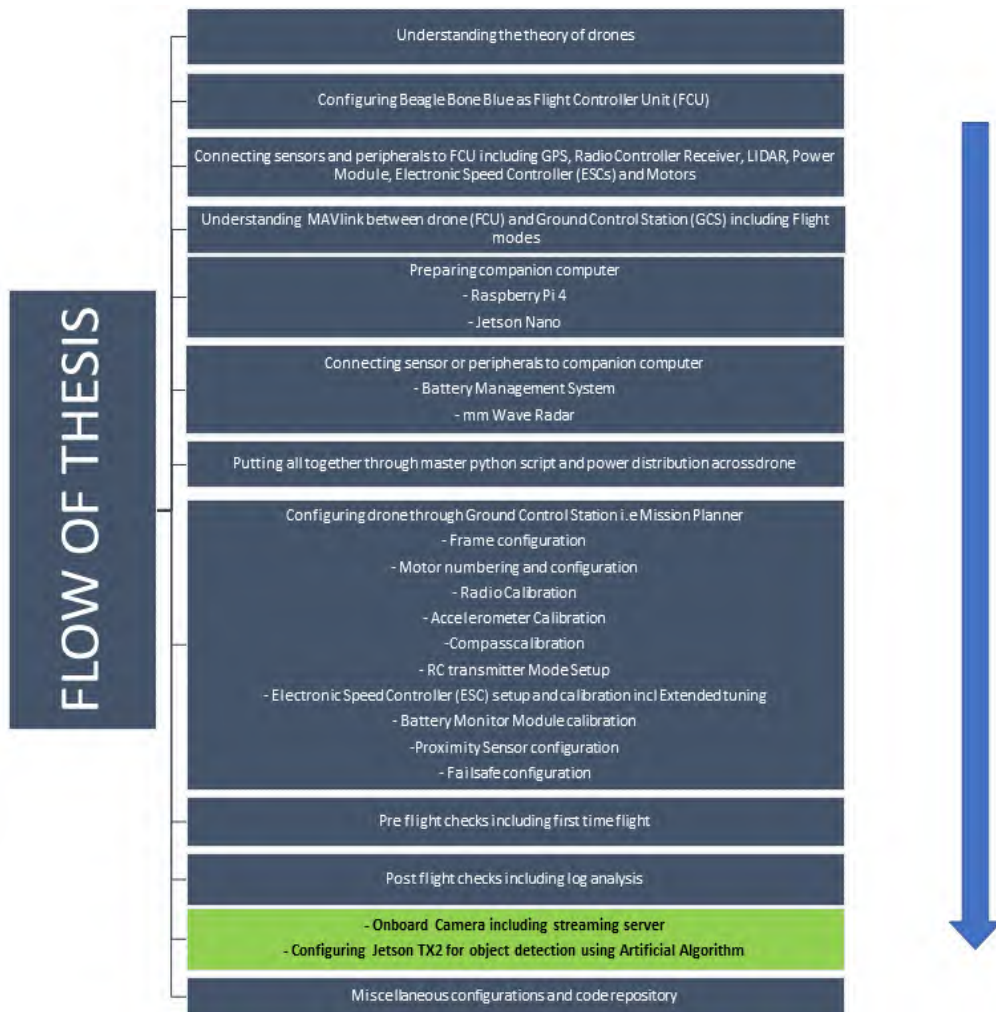 FLOW OF THESIS
Understanding the theory of drones
Configuring Beagle Bone Blue as Flight Controller Unit (FCU)
Connecting sensors and peripherals to FCU including GPS, Radio Controller Receiver, LIDAR, Power
Module, Electronic Speed Controller (ESCs) and Motors
Understanding MAVlink between drone (FCU) and Ground Control Station (GCS) including Flight
modes
Preparing companion computer
- Raspberry Pi 4
- Jetson Nano
Connecting sensor or peripherals to companion computer
- Battery Management System
- mm Wave Radar
Putting all together through master python script and power distribution across drone
Configuring drone through Ground Control Station i.e Mission Planner
- Frame configuration
- Motor numbering and configuration
- Radio Calibration
- Accelerometer Calibration
-Compass calibration
- RC transmitter Mode Setup
- Electronic Speed Controller (ESC) setup and calibration incl Extended tuning
- Battery Monitor Module calibration
-Proximity Sensor configuration
- Failsafe configuration
Pre flight checks including first time flight
Post flight checks including log analysis
- Onboard Camera including streaming server
- Configuring Jetson TX2 for object detection using Artificial Algorithm
Miscellaneous configurations and code repository